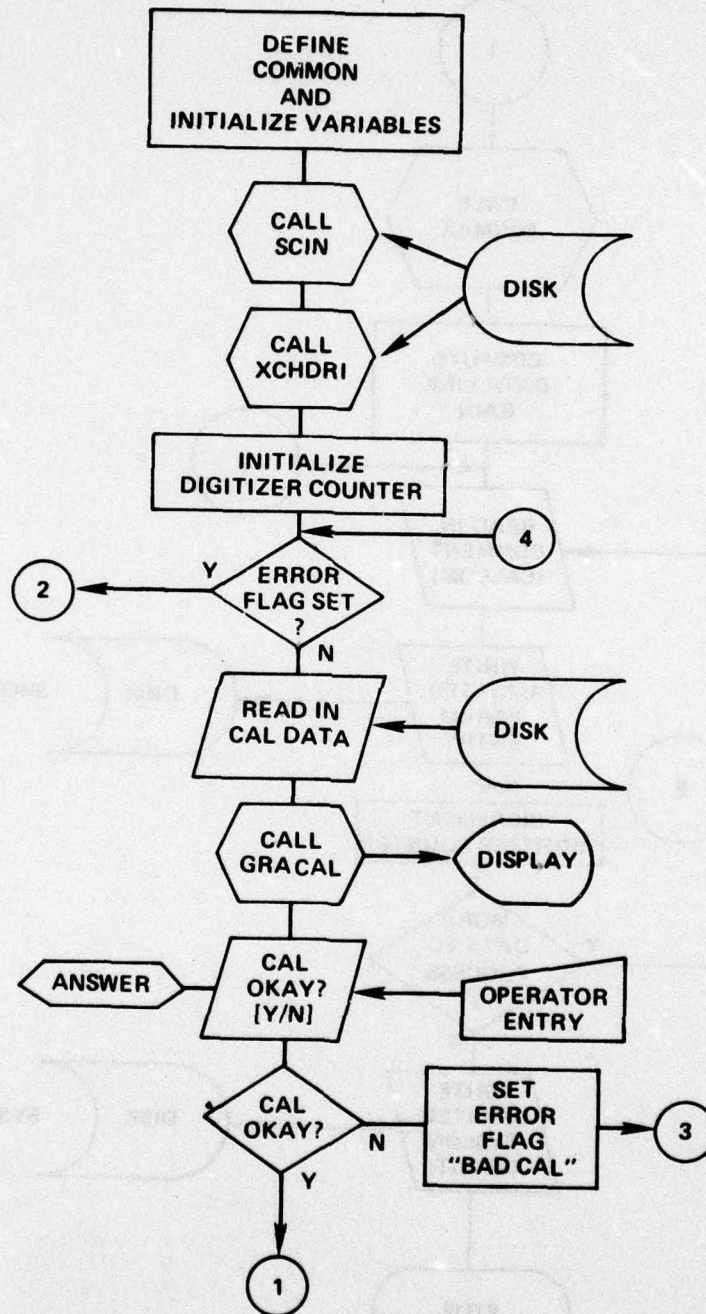 DEFINE
COMMON
AND
INITIALIZE VARIABLES
CALL
SCIN
DISK
CALL
XCHDRI
INITIALIZE
DIGITIZER COUNTER
4
Y
ERROR
FLAG SET
?
2
N
READ IN
CAL DATA
DISK
CALL
GRACAL
DISPLAY
ANSWER
CAL
OKAY?
[Y/N]
OPERATOR
ENTRY
CAL
OKAY?
N
SET
ERROR
FLAG
"BAD CAL"
3
Y
1